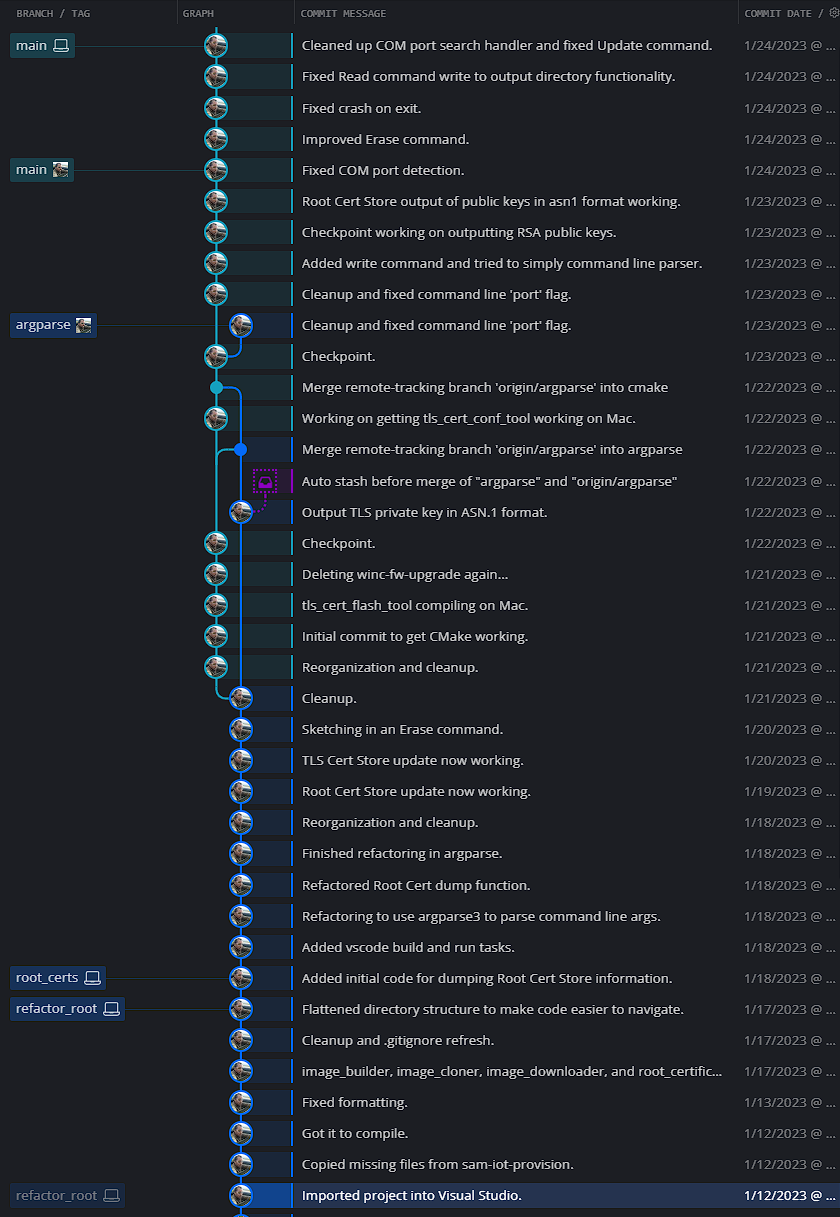 BRANCH / TAG GRAPH COMMIT MESSAGE COMMIT DATE /
main Cleaned up COM port search handler and fixed Update command. 1/24/2023 @ ...
Fixed Read command write to output directory functionality. 1/24/2023 @ ...
Fixed crash on exit. 1/24/2023 @ ...
Improved Erase command. 1/24/2023 @ ...
main Fixed COM port detection. 1/24/2023 @ ...
Root Cert Store output of public keys in asn1 format working. 1/23/2023 @ ...
Checkpoint working on outputting RSA public keys. 1/23/2023 @ ...
Added write command and tried to simply command line parser. 1/23/2023 @ ...
Cleanup and fixed command line 'port' flag. 1/23/2023 @ ...
argparse Cleanup and fixed command line 'port' flag. 1/23/2023 @ ...
Checkpoint. 1/23/2023 @ ...
Merge remote-tracking branch 'origin/argparse' into cmake 1/22/2023 @ ...
Working on getting tls_cert_conf_tool working on Mac. 1/22/2023 @ ...
Merge remote-tracking branch 'origin/argparse' into argparse 1/22/2023 @ ...
Auto stash before merge of "argparse" and "origin/argparse" 1/22/2023 @ ...
Output TLS private key in ASN.1 format. 1/22/2023 @ ...
Checkpoint. 1/22/2023 @ ...
Deleting winc-fw-upgrade again... 1/21/2023 @ ...
tls_cert_flash_tool compiling on Mac. 1/21/2023 @ ...
Initial commit to get CMake working. 1/21/2023 @ ...
Reorganization and cleanup. 1/21/2023 @ ...
Cleanup. 1/21/2023 @ ...
Sketching in an Erase command. 1/20/2023 @ ...
TLS Cert Store update now working. 1/20/2023 @ ...
Root Cert Store update now working. 1/19/2023 @ ...
Reorganization and cleanup. 1/18/2023 @ ...
Finished refactoring in argparse. 1/18/2023 @ ...
Refactored Root Cert dump function. 1/18/2023 @ ...
Refactoring to use argparse3 to parse command line args. 1/18/2023 @ ...
Added vscode build and run tasks. 1/18/2023 @ ...
root_certs Added initial code for dumping Root Cert Store information. 1/18/2023 @ ...
refactor_root Flattened directory structure to make code easier to navigate. 1/17/2023 @ ...
Cleanup and .gitignore refresh. 1/17/2023 @ ...
image_builder, image_cloner, image_downloader, and root_certific... 1/17/2023 @ ...
Fixed formatting. 1/13/2023 @ ...
Got it to compile. 1/12/2023 @ ...
Copied missing files from sam-iot-provision. 1/12/2023 @ ...
refactor_root Imported project into Visual Studio. 1/12/2023 @ ...